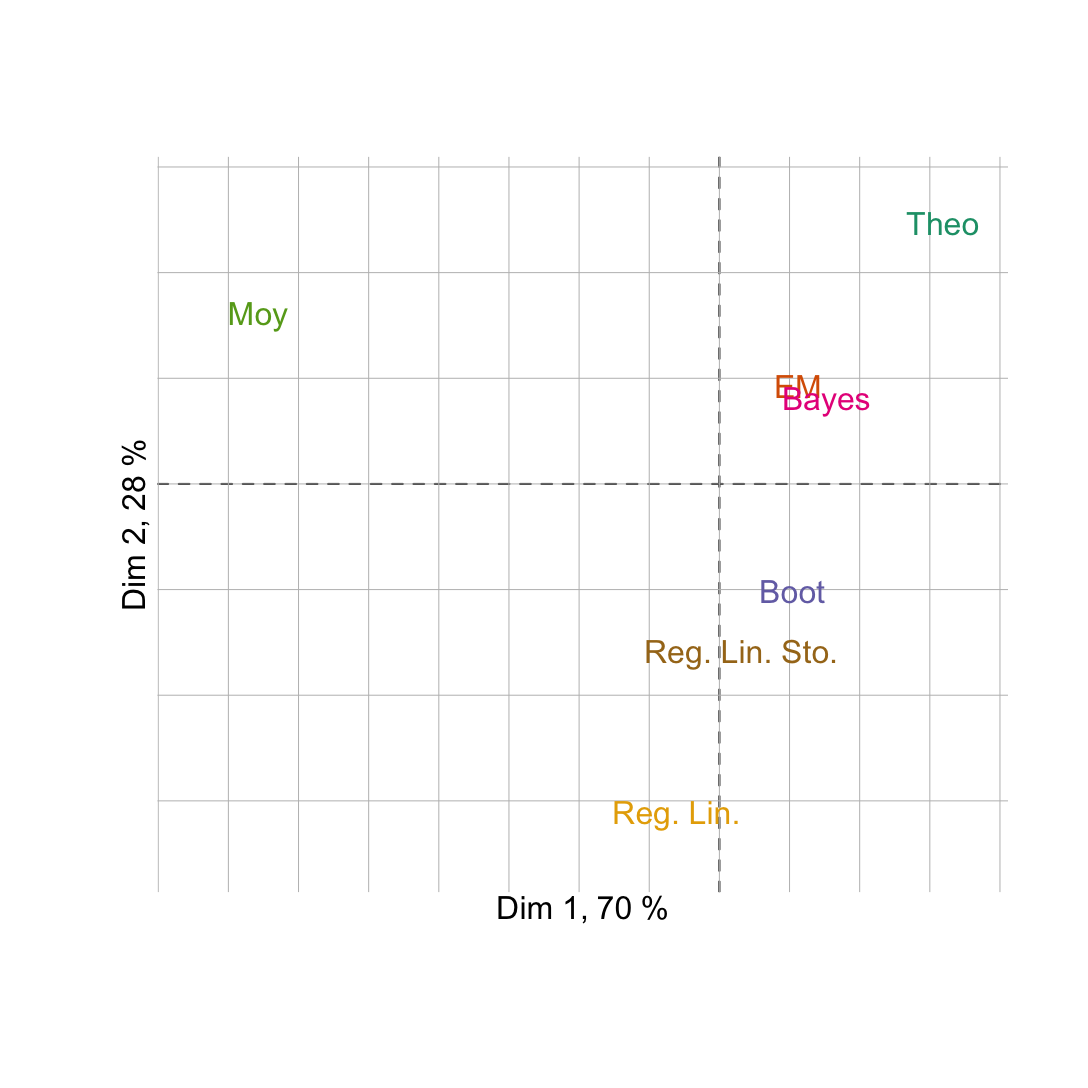 Theo
Moy
EM
Bayes
Dim 2, 28 %
Boot
Reg. Lin. Sto.
Reg. Lin.
Dim 1, 70 %